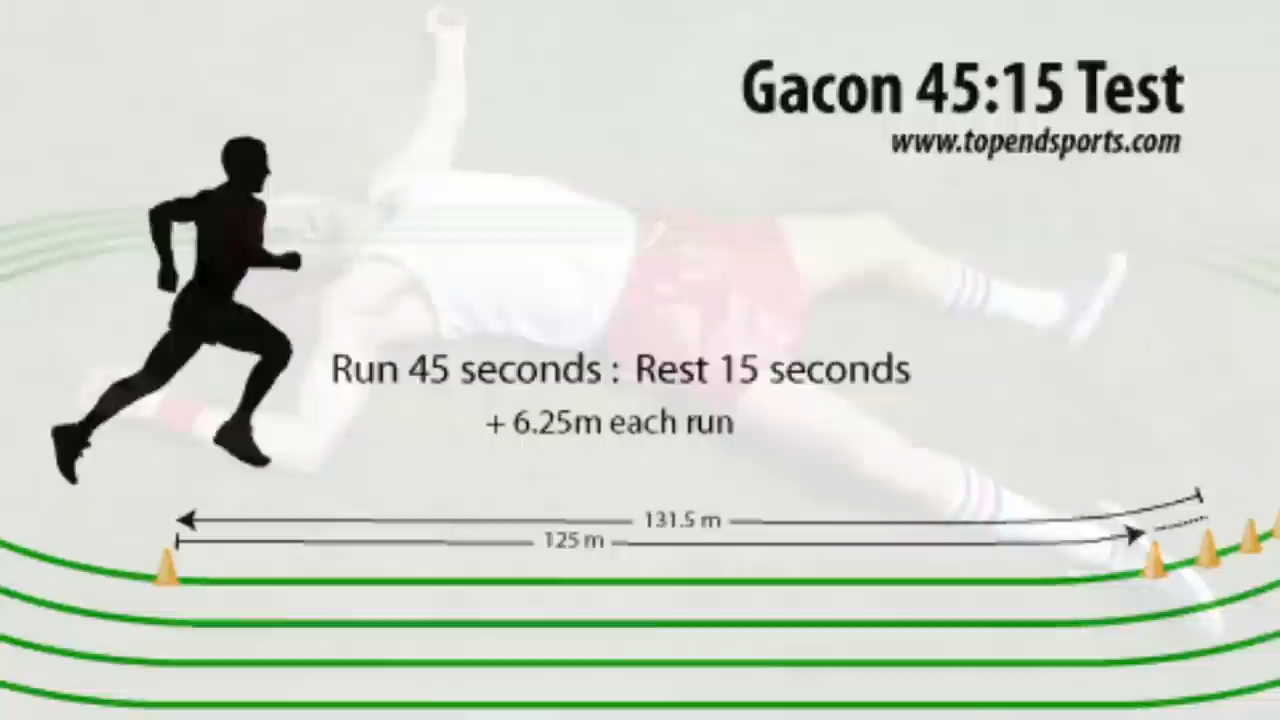 Gacon 45:15 Test
www.topendsports.com
Run 45 seconds : Rest 15 seconds
+ 6.25m each run
131.5 m
125 m